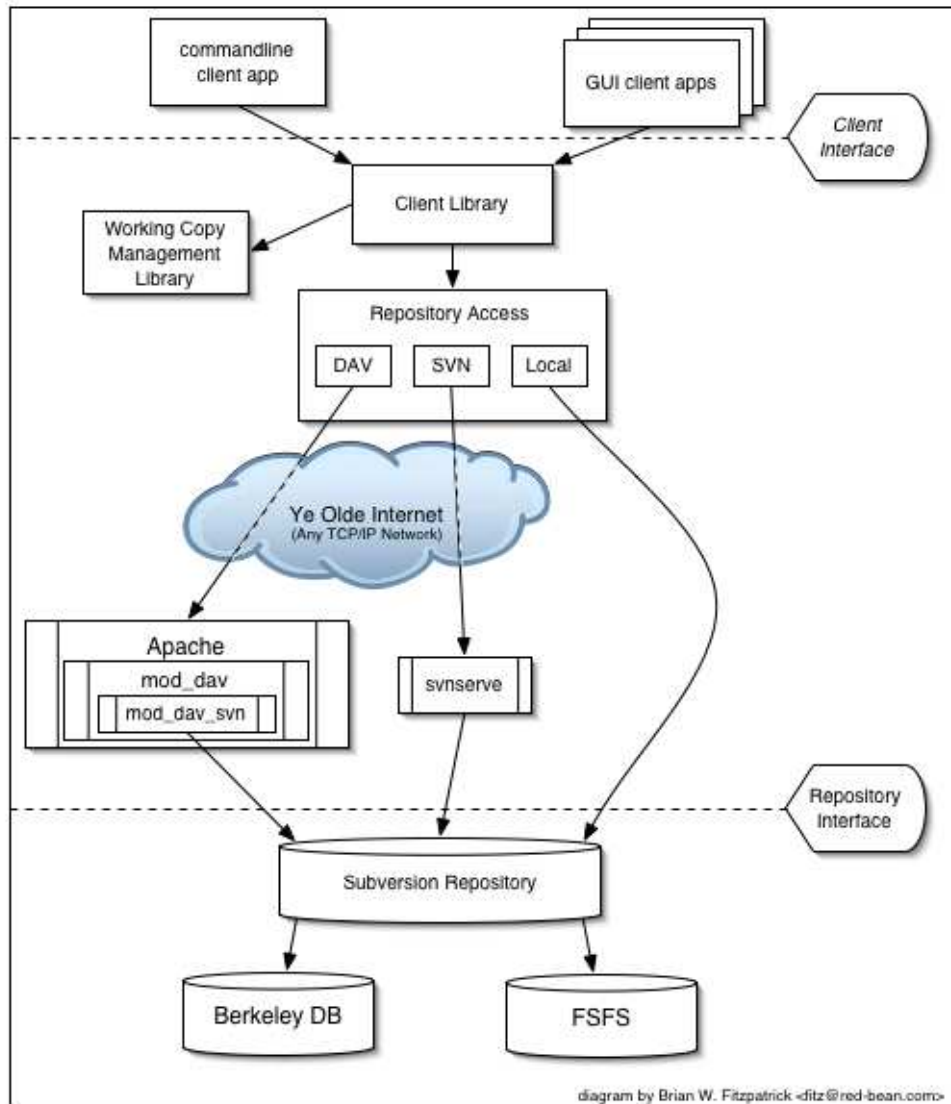 commandline
client app
GUI client apps
Client
Interface
Client Library
Working Copy
Management
Library
Repository Access
DAV
SVN
Local
Ye Olde Internet
(Any TCP/IP Network)
Apache
mod_dav
mod_dav_svn
svnserve
Repository
Interface
Subversion Repository
Berkeley DB
FSFS
diagram by Brian W. Fitzpatrick <fitz@red-bean.com>